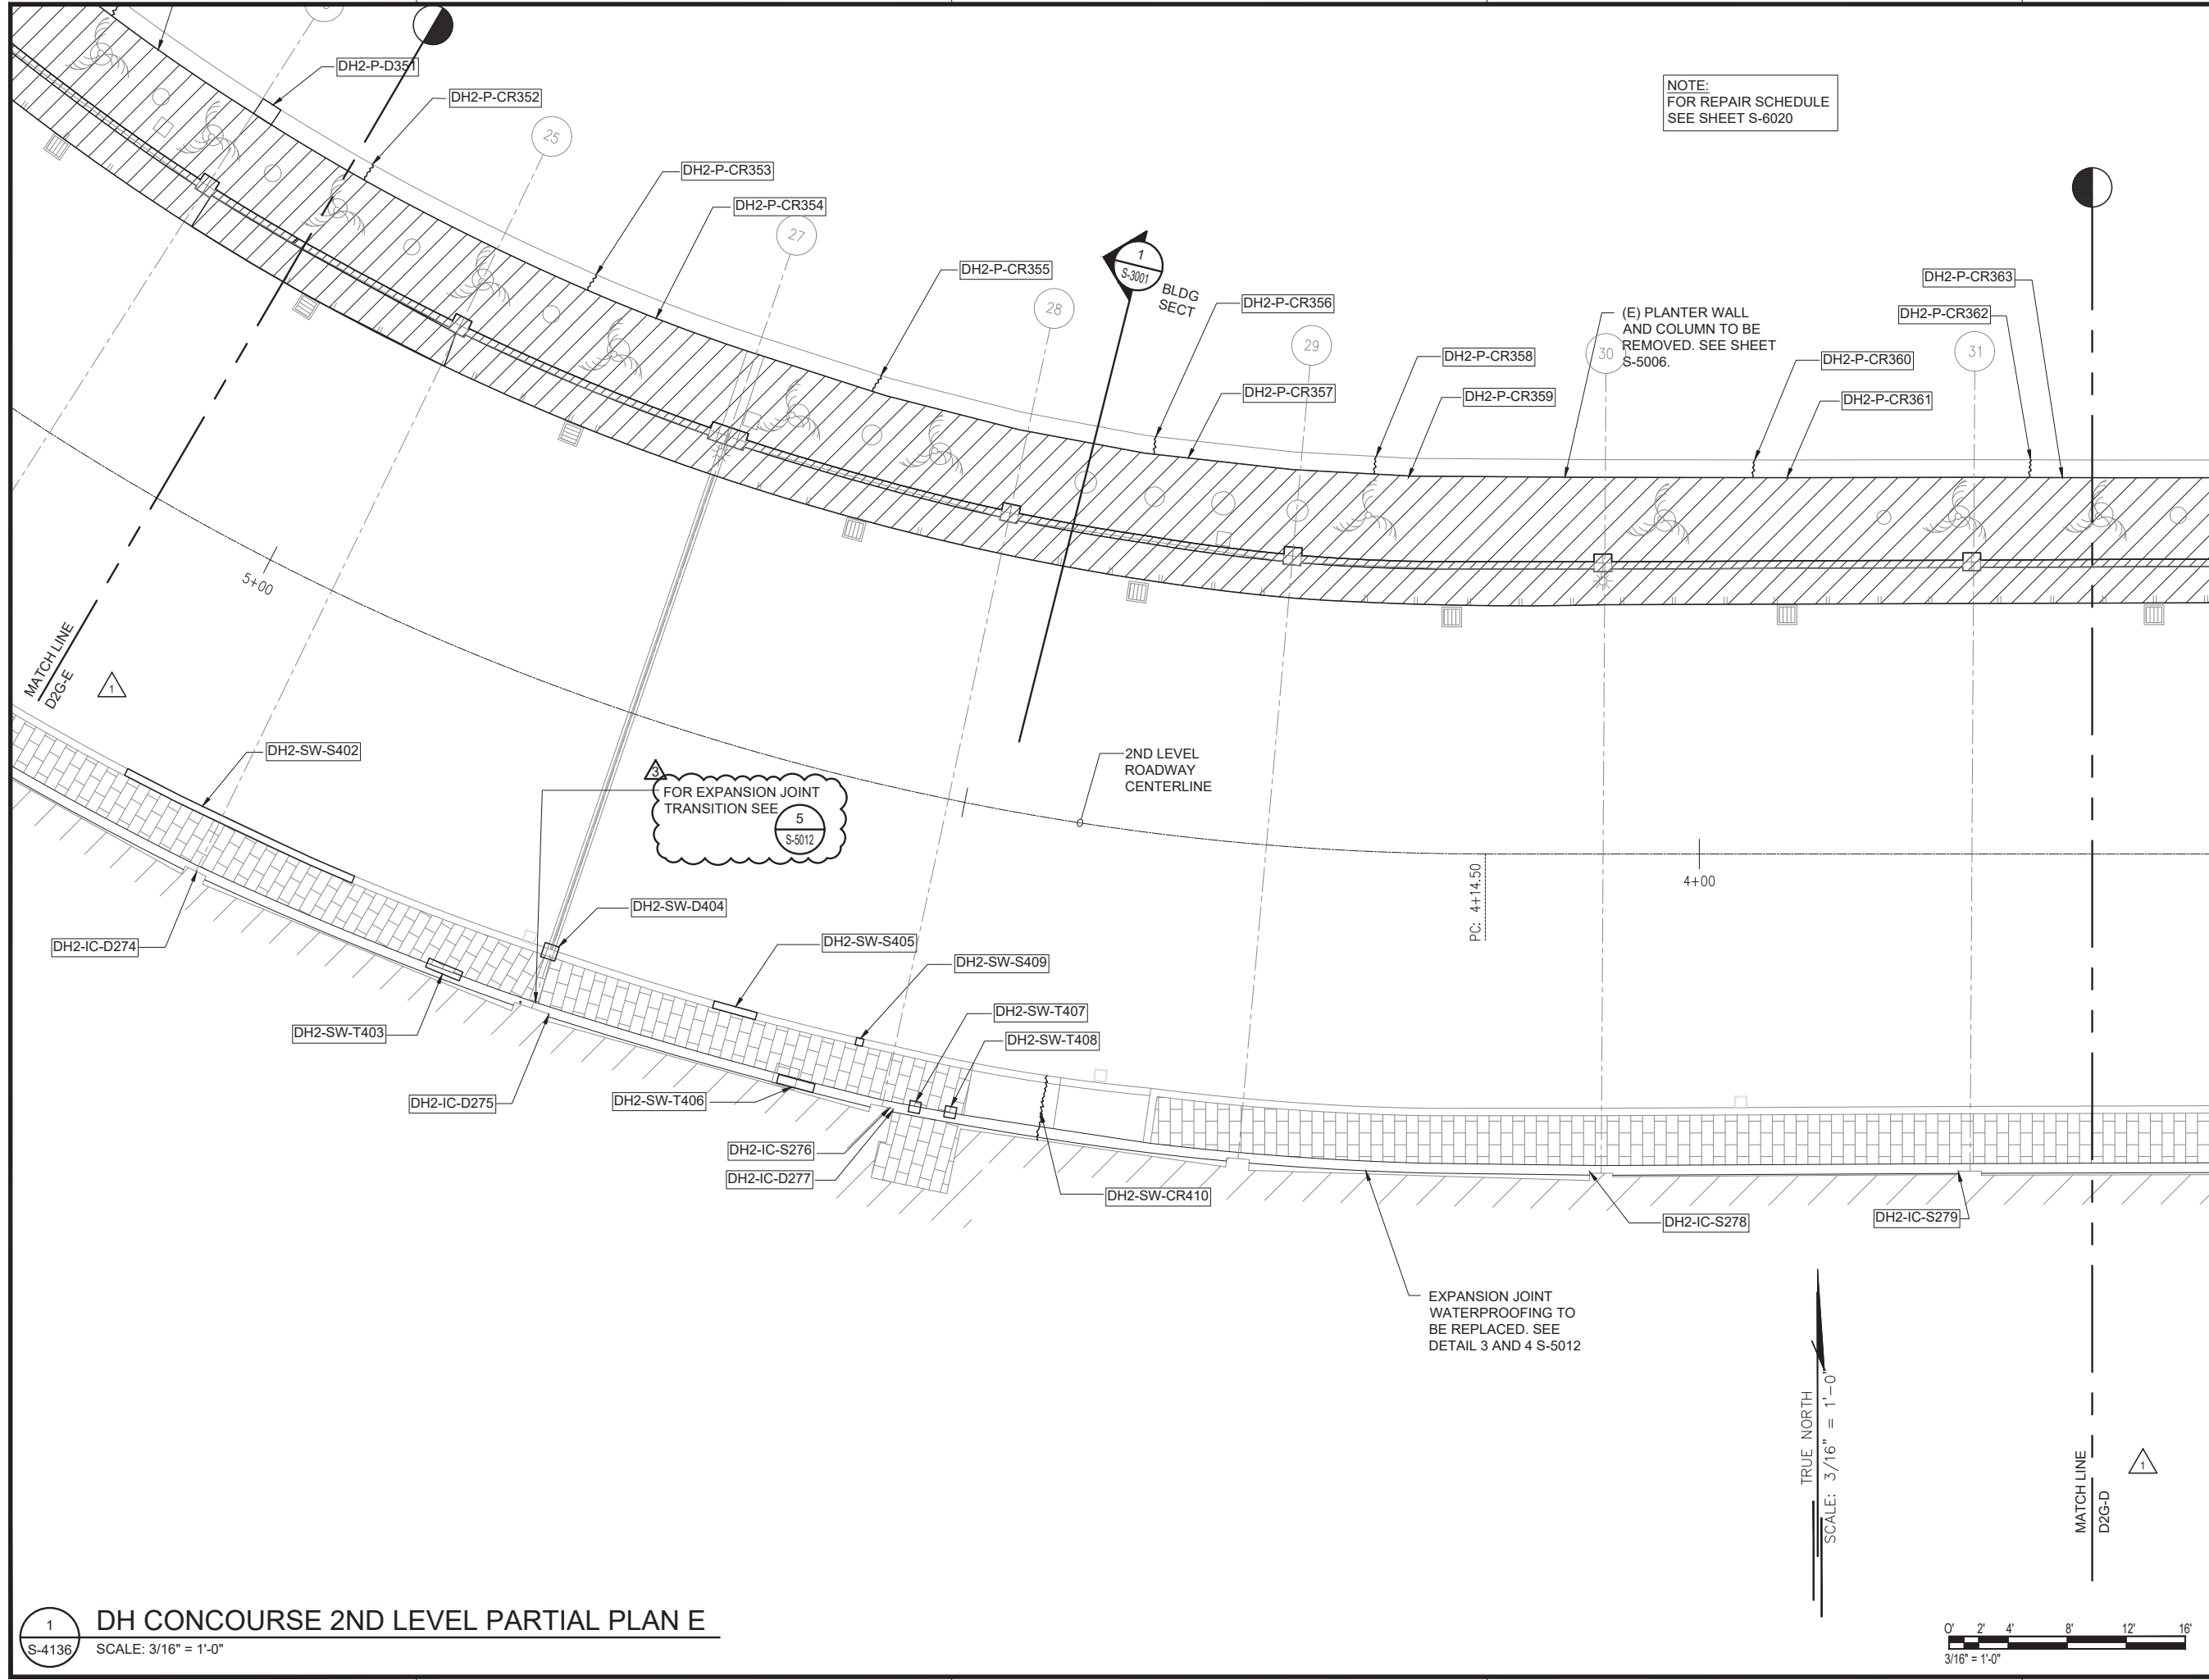 DH2-P-D351
DH2-P-CR352
25
DH2-P-CR353
DH2-P-CR354
27
DH2-P-CR355
28
1
S-3001
BLDG
SECT
DH2-P-CR356
29
DH2-P-CR357
DH2-P-CR358
DH2-P-CR359
NOTE:
FOR REPAIR SCHEDULE
SEE SHEET S-6020
(E) PLANTER WALL
AND COLUMN TO BE
REMOVED. SEE SHEET
S-5006.
30
DH2-P-CR363
DH2-P-CR362
31
DH2-P-CR360
DH2-P-CR361
5+00
MATCH LINE
D2G-E
1
DH2-SW-S402
3
FOR EXPANSION JOINT
TRANSITION SEE
5
S-5012
2ND LEVEL
ROADWAY
CENTERLINE
PC: 4+14.50
4+00
DH2-IC-D274
DH2-SW-D404
DH2-SW-S405
DH2-SW-S409
DH2-SW-T403
DH2-SW-T407
DH2-SW-T408
DH2-IC-D275
DH2-SW-T406
DH2-IC-S276
DH2-IC-D277
DH2-SW-CR410
DH2-IC-S278
DH2-IC-S279
EXPANSION JOINT
WATERPROOFING TO
BE REPLACED. SEE
DETAIL 3 AND 4 S-5012
TRUE NORTH
SCALE: 3/16" = 1'-0"
MATCH LINE
D2G-D
1
1
S-4136
DH CONCOURSE 2ND LEVEL PARTIAL PLAN E
SCALE: 3/16" = 1'-0"
0' 2' 4' 8' 12' 16'
3/16" = 1'-0"